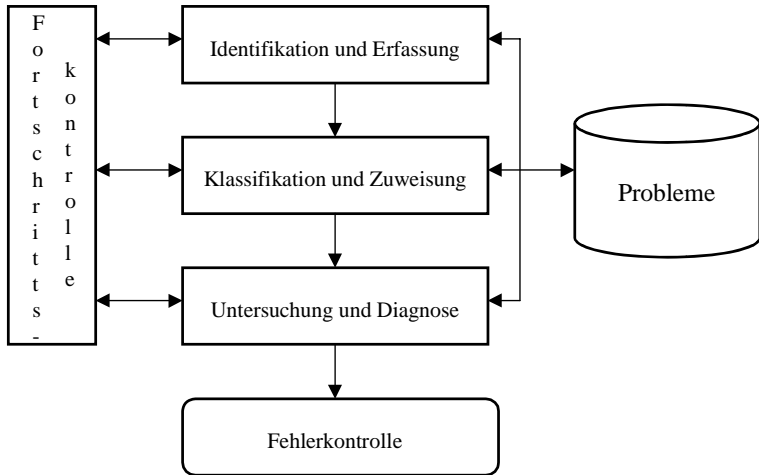 Fortschritts-
kontrolle
Identifikation und Erfassung
Klassifikation und Zuweisung
Probleme
Untersuchung und Diagnose
Fehlerkontrolle